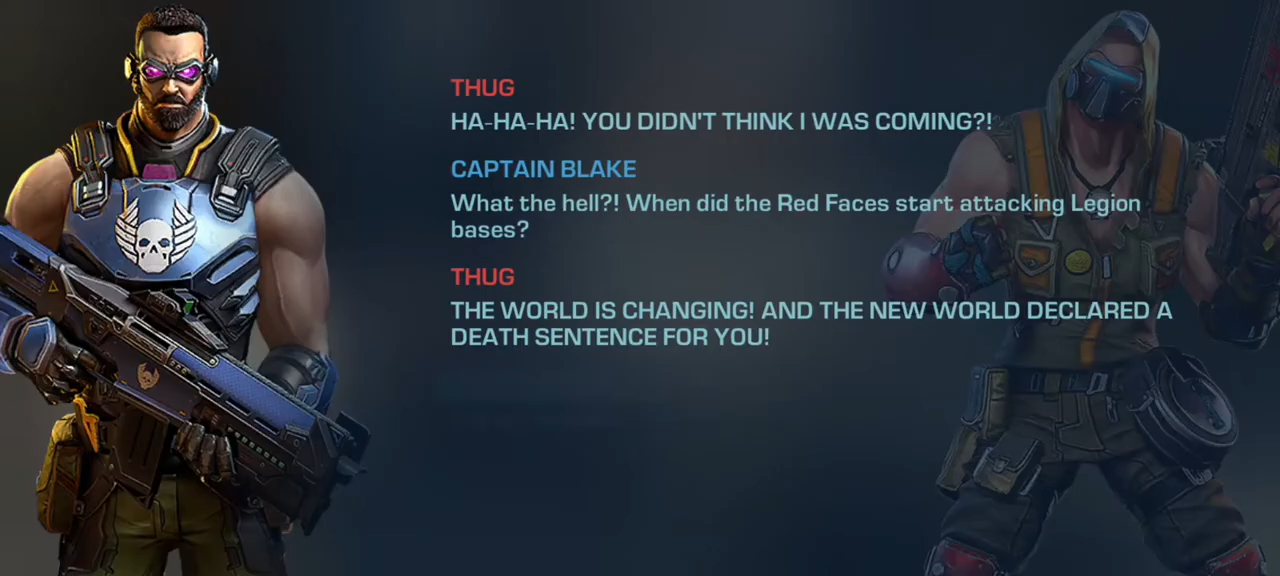 THUG
HA-HA-HA! YOU DIDN'T THINK I WAS COMING?!
CAPTAIN BLAKE
What the hell?! When did the Red Faces start attacking Legion
bases?
THUG
THE WORLD IS CHANGING! AND THE NEW WORLD DECLARED A
DEATH SENTENCE FOR YOU!